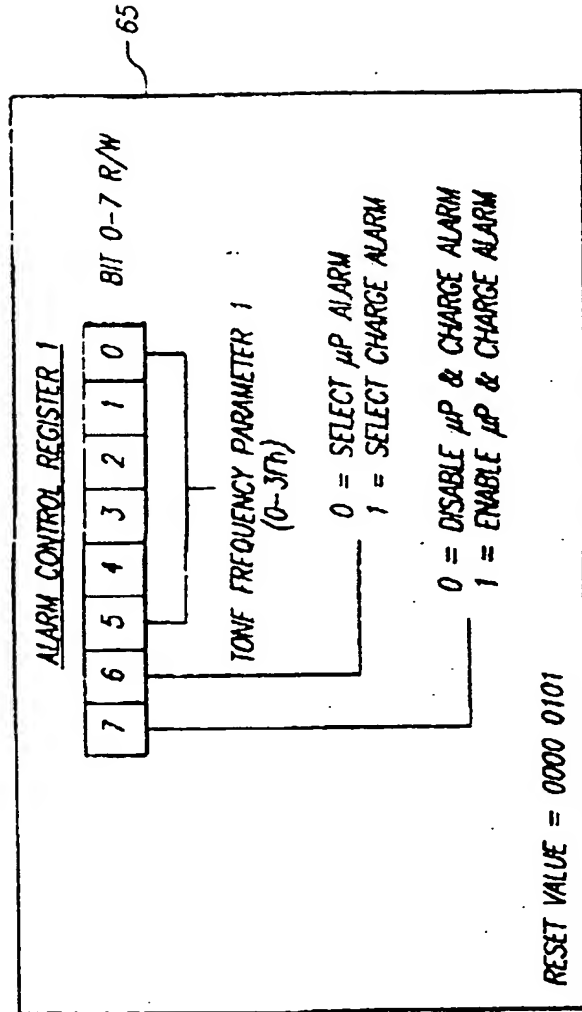 ALARM CONTROL REGISTER 1
7 6 5 4 3 2 1 0 BIT 0-7 R/W
TONE FREQUENCY PARAMETER 1
0 = SELECT µP ALARM
1 = SELECT CHARGE ALARM
0 = DISABLE µP & CHARGE ALARM
1 = ENABLE µP & CHARGE ALARM
RESET VALUE = 0000 0101
65